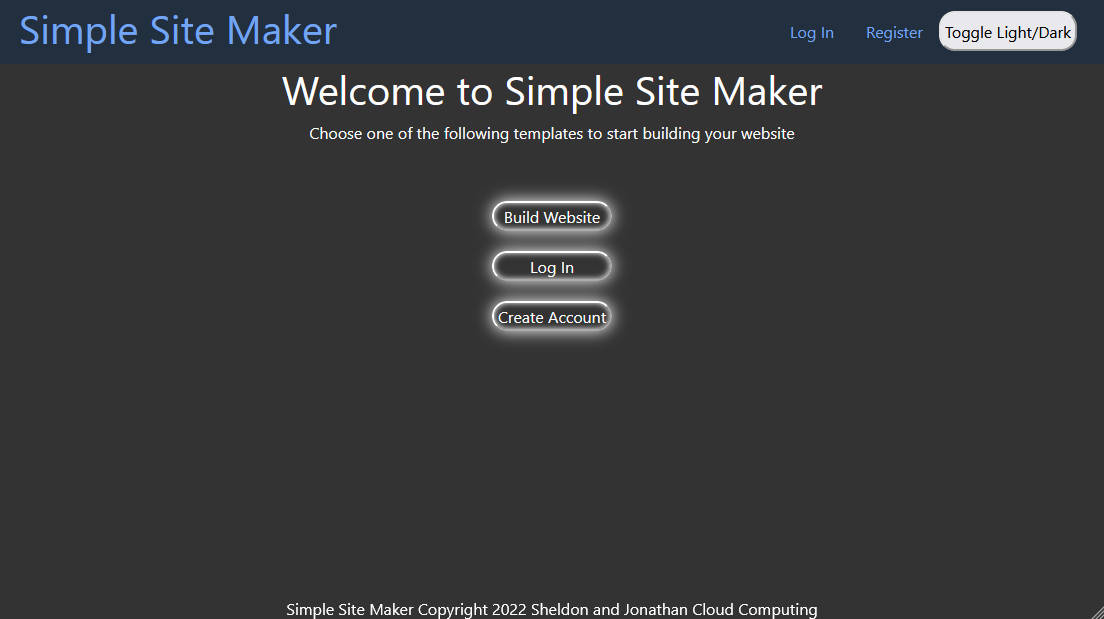 Simple Site Maker
Log In
Register
Toggle Light/Dark
Welcome to Simple Site Maker
Choose one of the following templates to start building your website
Build Website
Log In
Create Account
Simple Site Maker Copyright 2022 Sheldon and Jonathan Cloud Computing